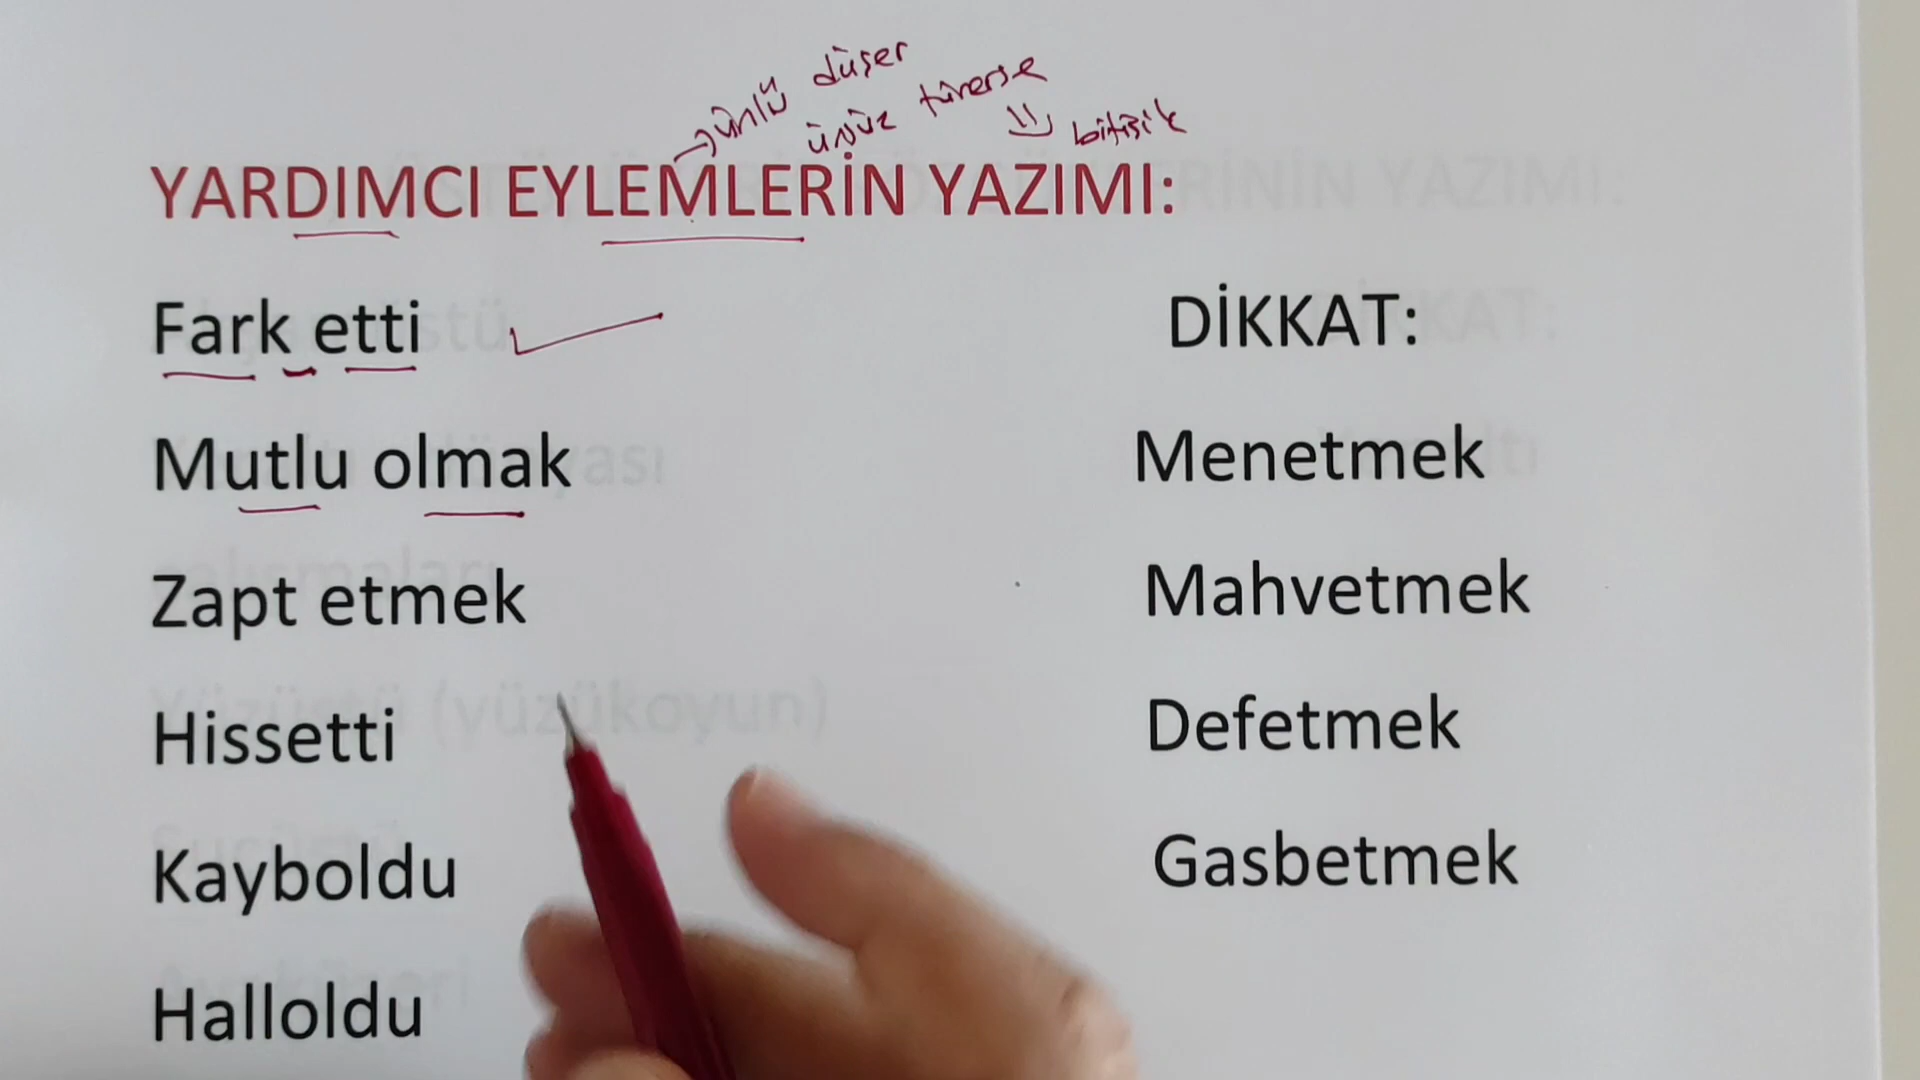 ünlü düşer
ünsüz türerse
bitişik
YARDIMCI EYLEMLERİN YAZIMI:
Fark etti
Mutlu olmak
Zapt etmek
Hissetti
Kayboldu
Halloldu
DİKKAT:
Menetmek
Mahvetmek
Defetmek
Gasbetmek